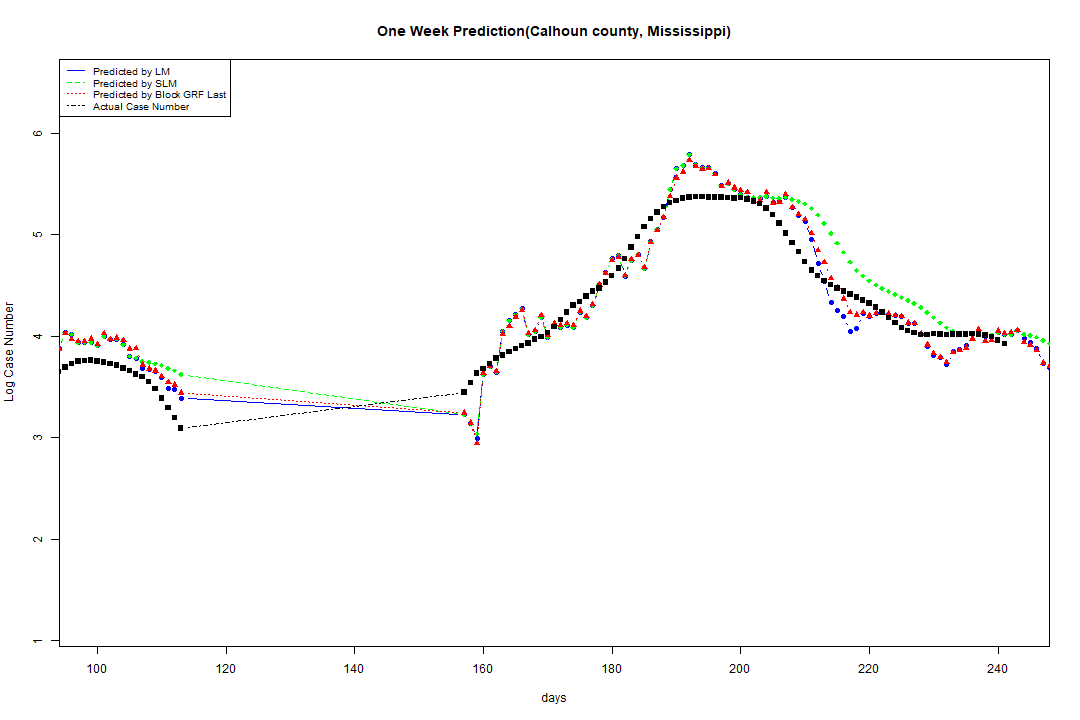 One Week Prediction(Calhoun county, Mississippi)
Predicted by LM
Predicted by SLM
Predicted by Block GRF Last
Actual Case Number
6
5
4
3
2
1
Log Case Number
100 120 140 160 180 200 220 240
days